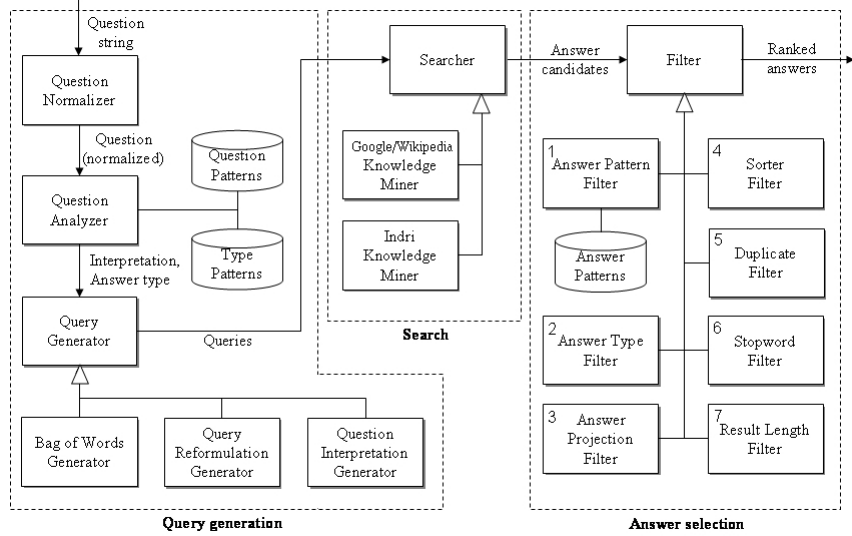 Question
string
Question
Normalizer
Question
(normalized)
Question
Patterns
Question
Analyzer
Type
Patterns
Interpretation,
Answer type
Query
Generator
Queries
Bag of Words
Generator
Query
Reformulation
Generator
Question
Interpretation
Generator
Query generation
Searcher
Google/Wikipedia
Knowledge
Miner
Indri
Knowledge
Miner
Search
Answer
candidates
Filter
Ranked
answers
1
Answer Pattern
Filter
Answer
Patterns
2
Answer Type
Filter
3
Answer
Projection
Filter
4
Sorter
Filter
5
Duplicate
Filter
6
Stopword
Filter
7
Result Length
Filter
Answer selection